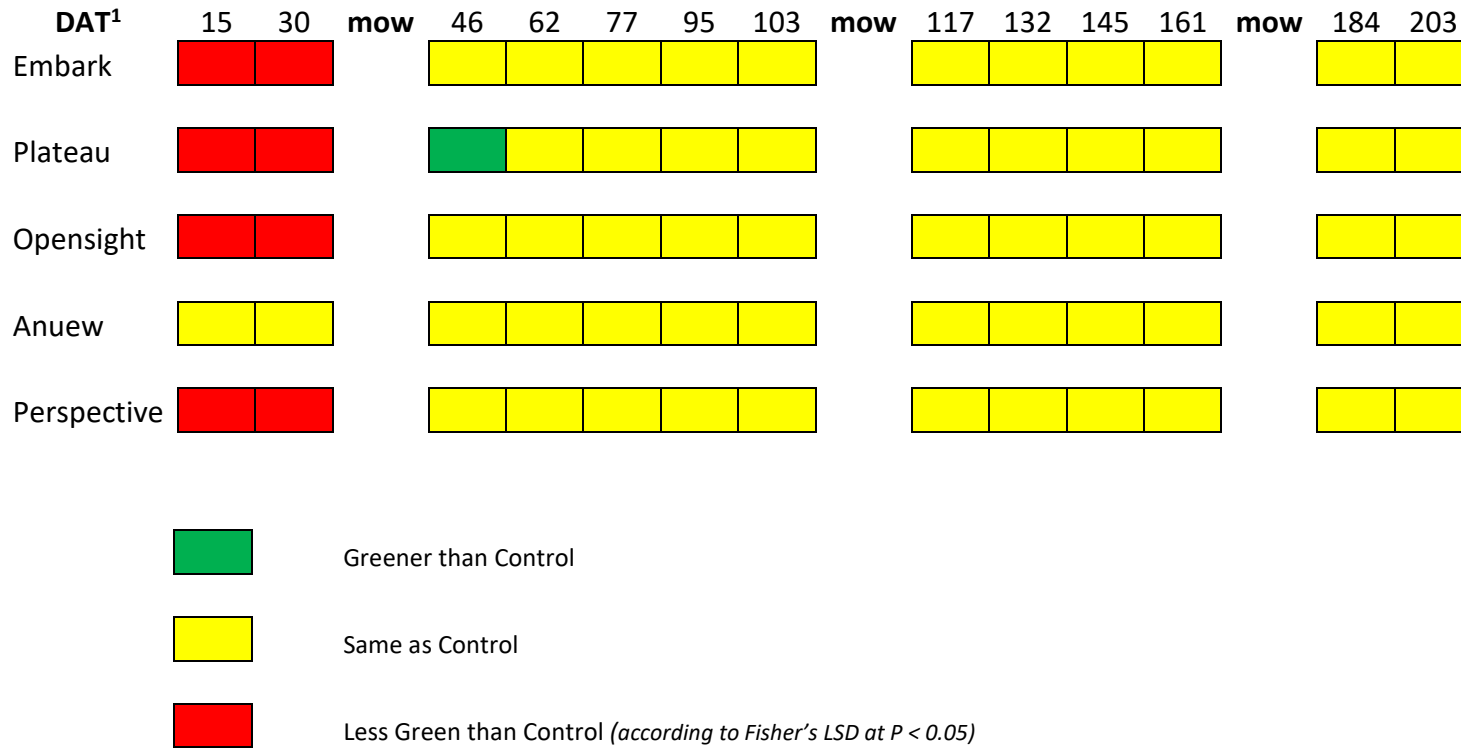 DAT¹ 15 30 mow 46 62 77 95 103 mow 117 132 145 161 mow 184 203
Embark
Plateau
Opensight
Anuew
Perspective
Greener than Control
Same as Control
Less Green than Control (according to Fisher's LSD at P < 0.05)